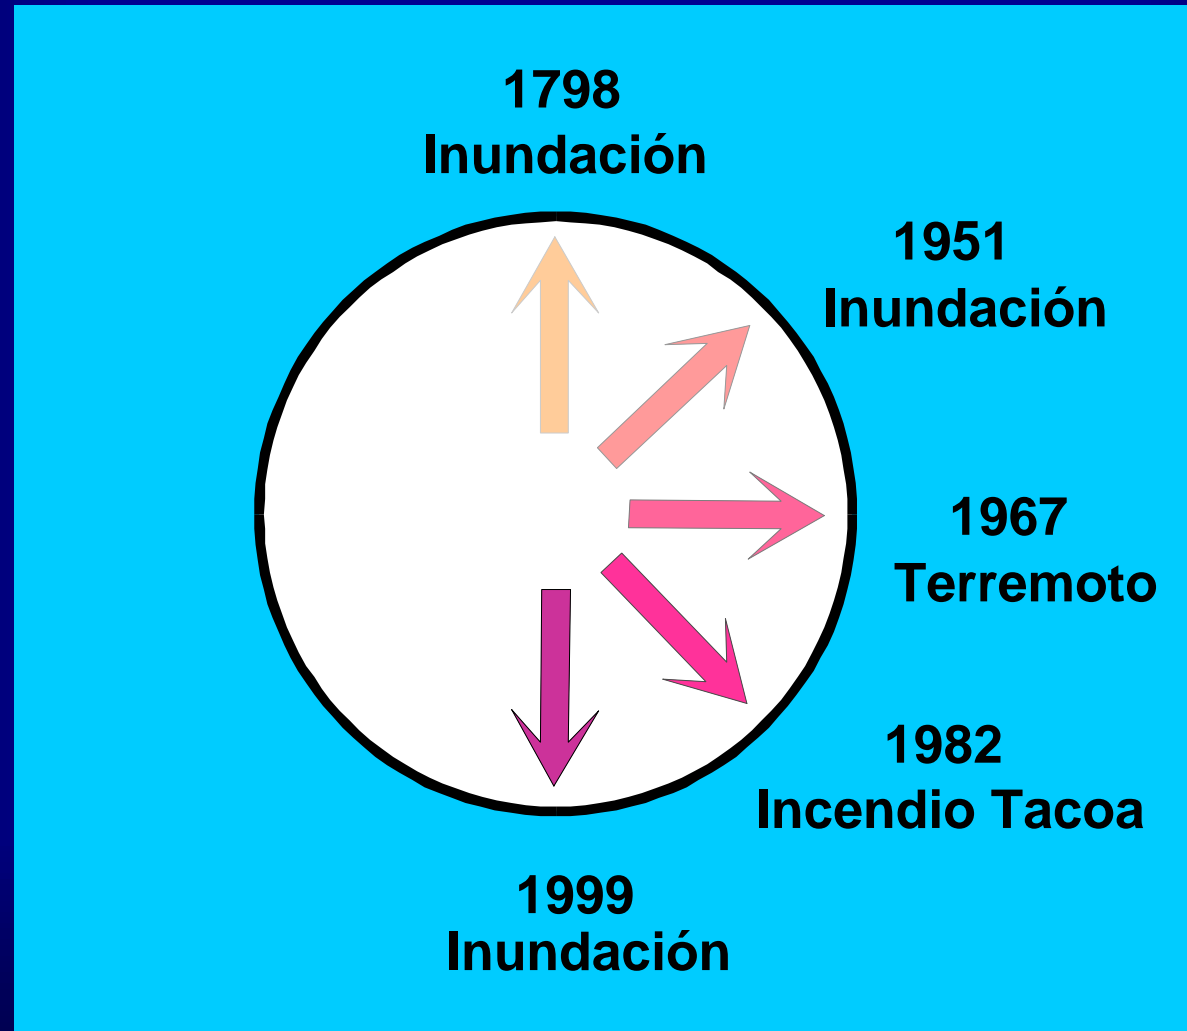 1798
Inundación
1951
Inundación
1967
Terremoto
1982
Incendio Tacoa
1999
Inundación